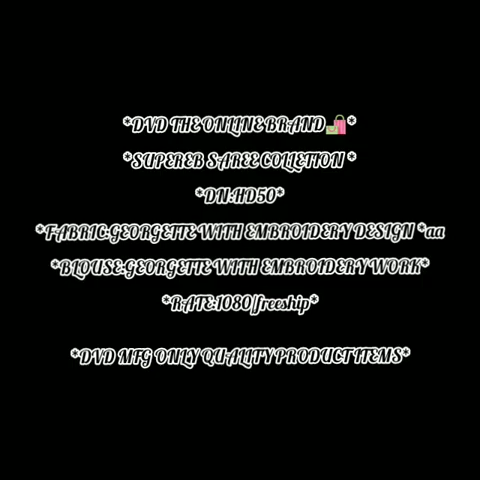 *DVD THE ONLINE BRAND🛍️*
*SUPEREB SAREE COLLETION *
*DN:HD50*
*FABRIC:GEORGETTE WITH EMBROIDERY DESIGN *aa
*BLOUSE:GEORGETTE WITH EMBROIDERY WORK*
*RATE:1080||freeship*
*DVD MFG ONLY QUALITY PRODUCT ITEMS*